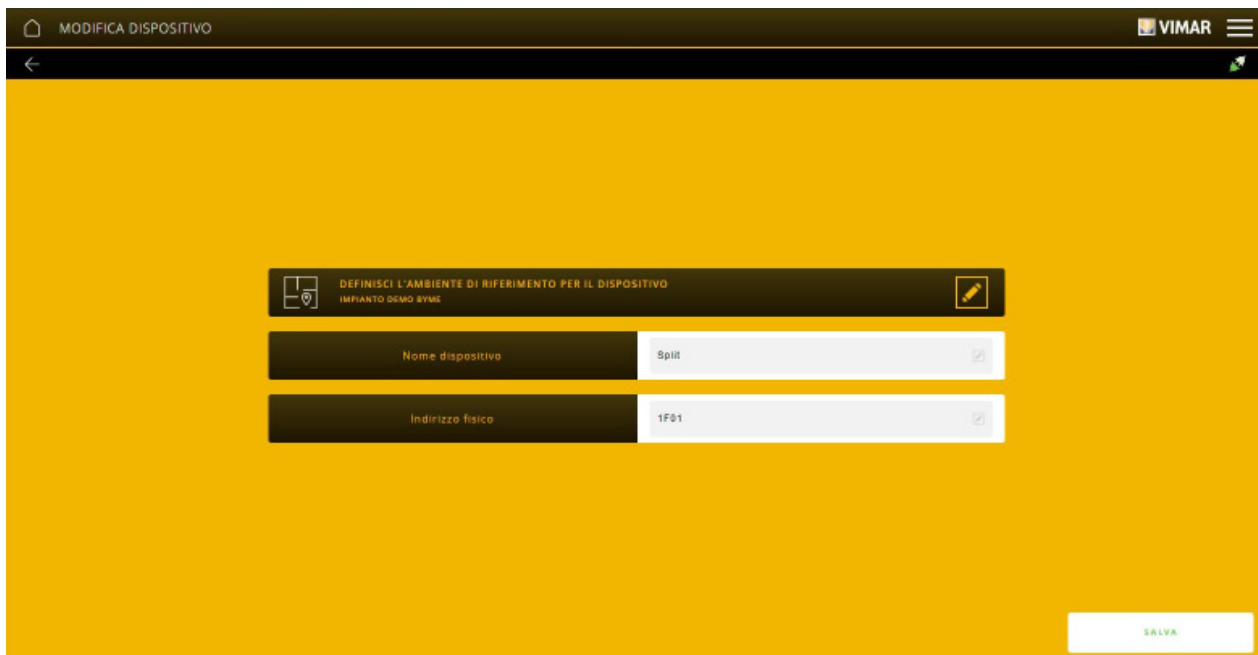 MODIFICA DISPOSITIVO
VIMAR
DEFINISCI L'AMBIENTE DI RIFERIMENTO PER IL DISPOSITIVO
IMPIANTO DEMO BYME
Nome dispositivo
Split
Indirizzo fisico
1F01
SALVA